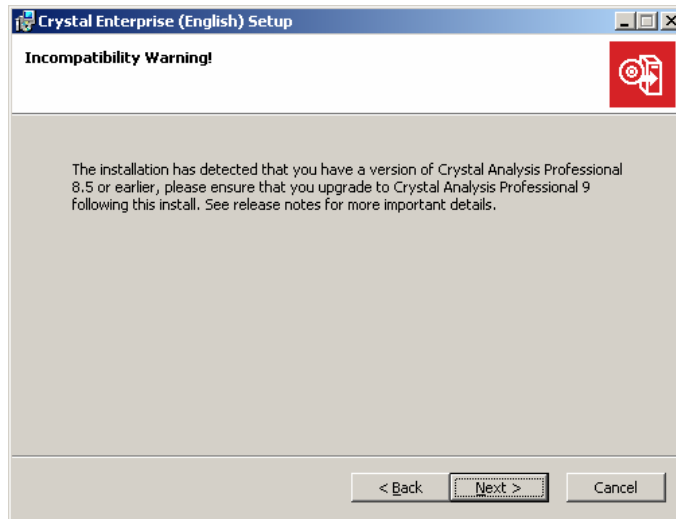 Crystal Enterprise (English) Setup
Incompatibility Warning!
The installation has detected that you have a version of Crystal Analysis Professional
8.5 or earlier, please ensure that you upgrade to Crystal Analysis Professional 9
following this install. See release notes for more important details.
< Back Next > Cancel